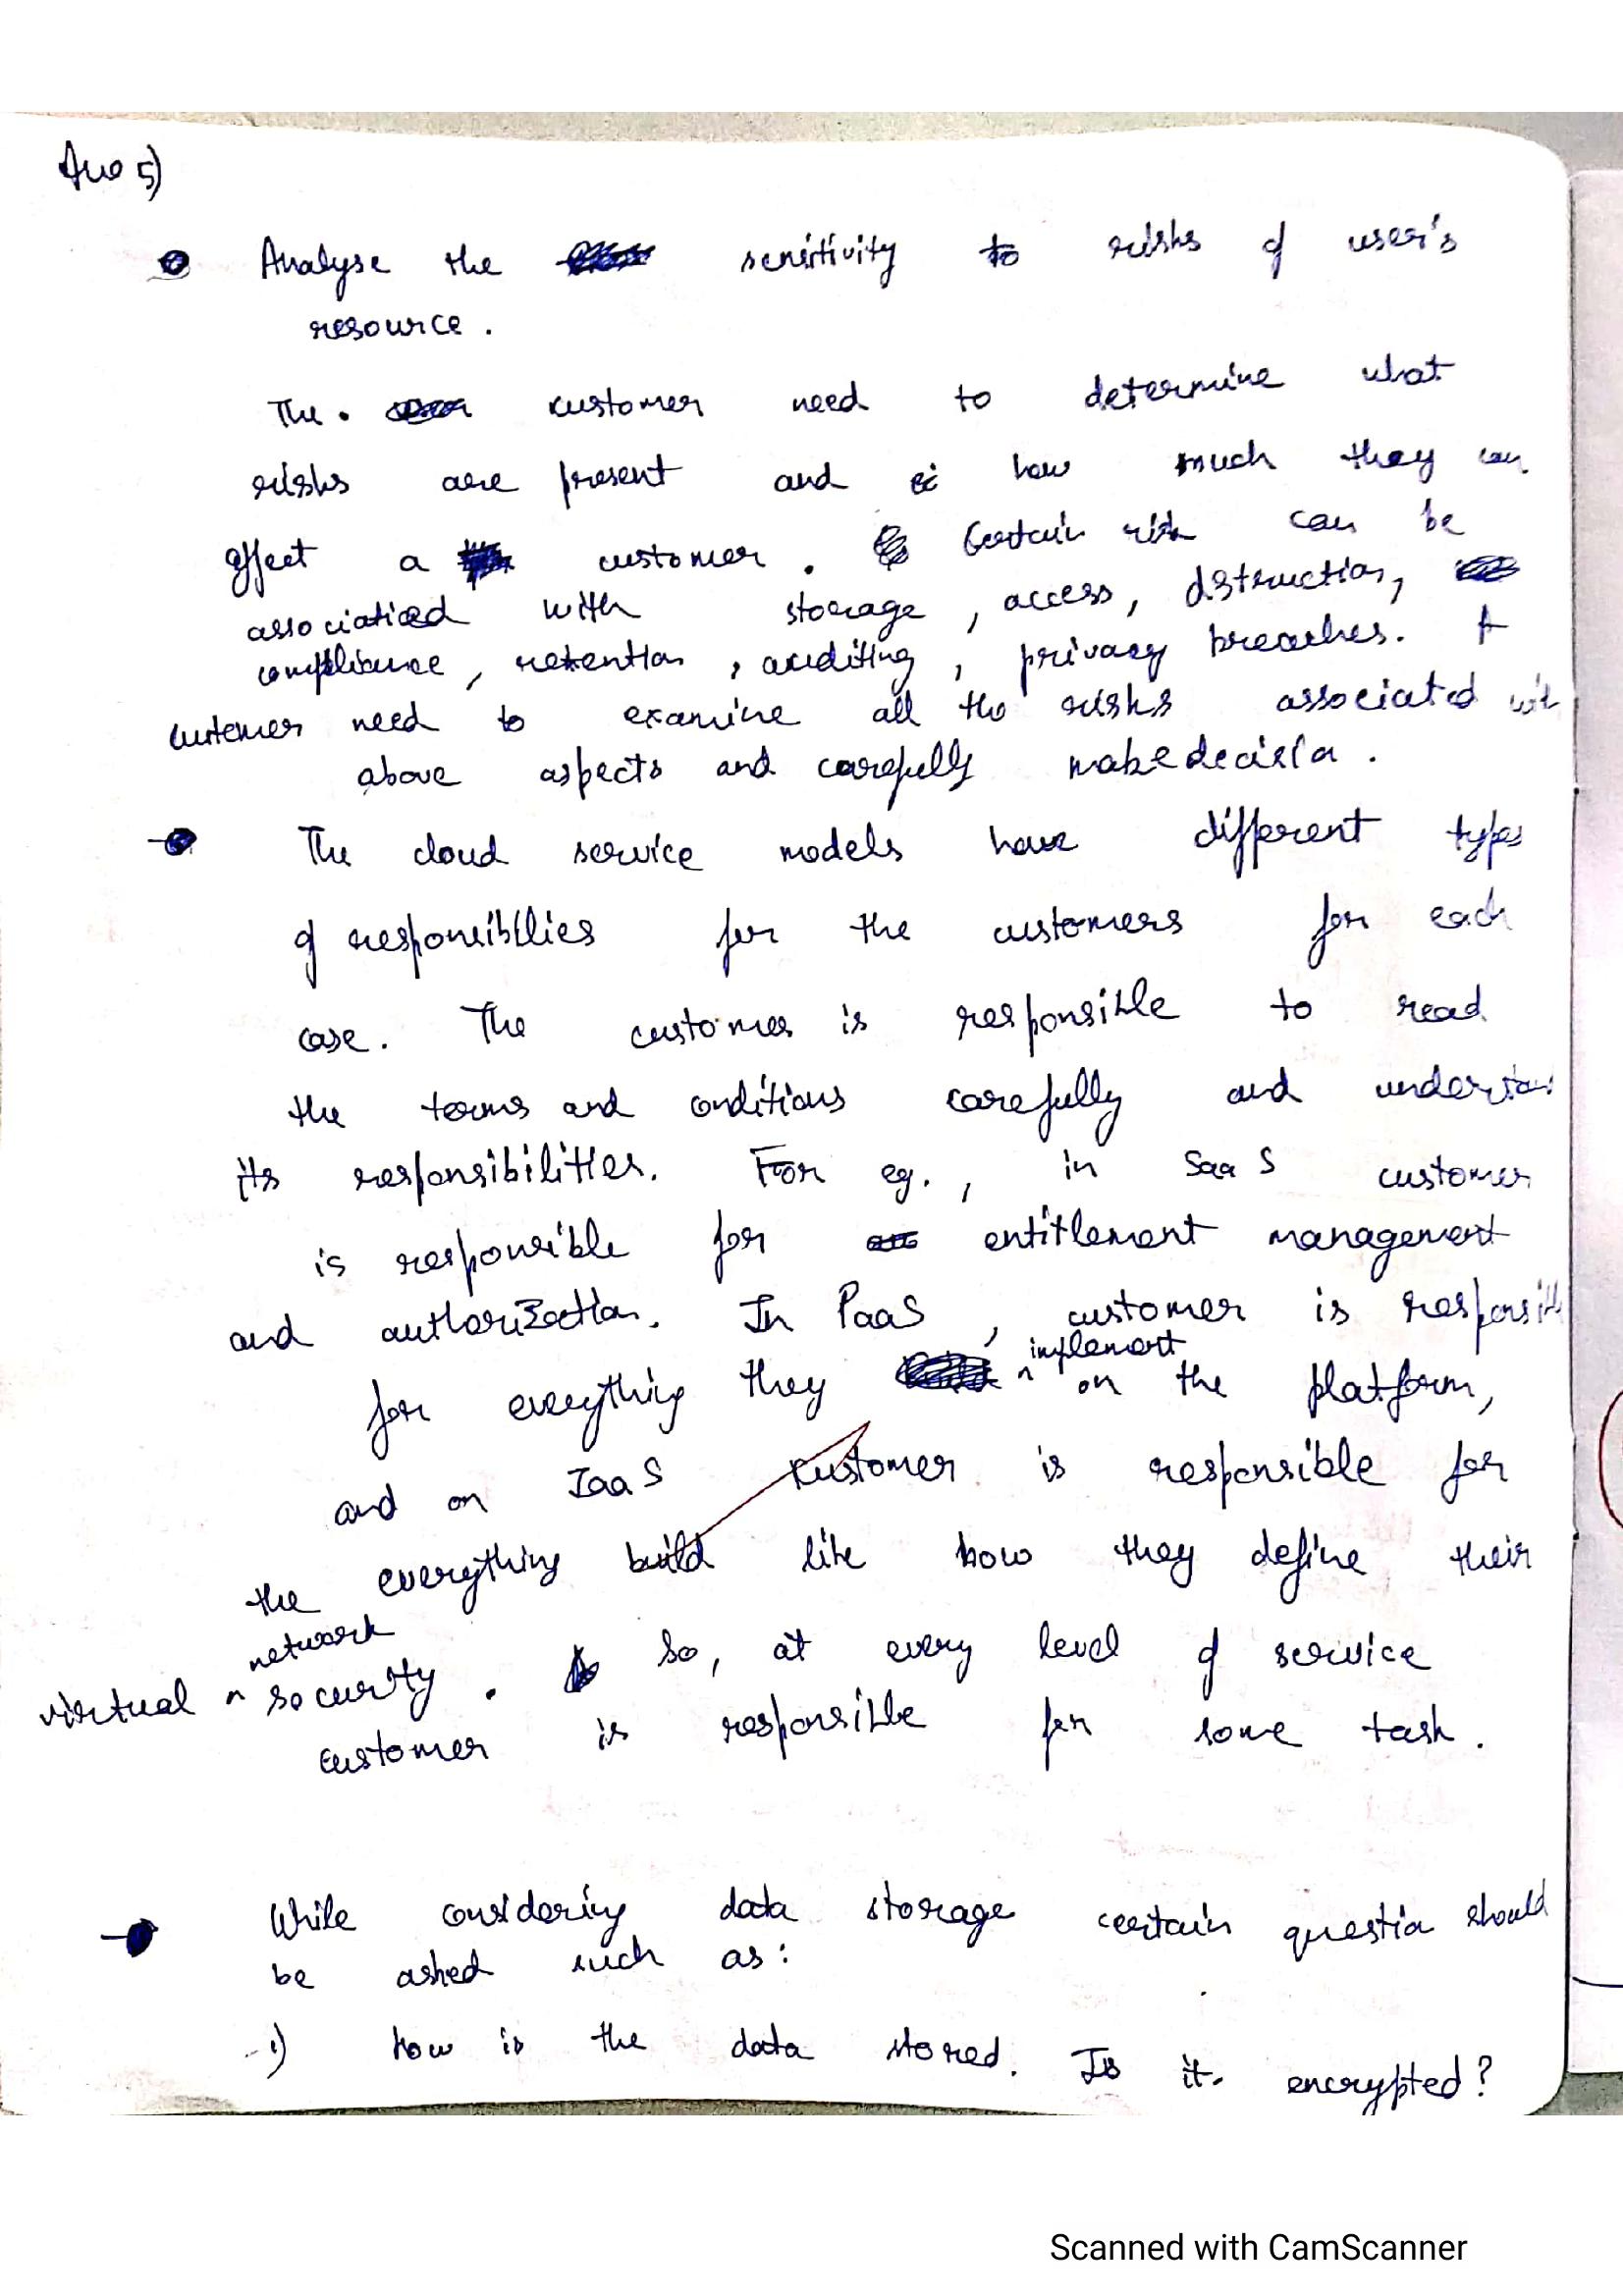 Ans 5)
Analyse the sensitivity to risks of user's
resource.
The customer need to determine what
risks are present and how much they can
effect a customer. Certain risk can be
associaticed with storage, access, dstruction,
compliance, retention, auditing, privacy breaches. A
customer need to examine all the risks associated with
above aspects and carefully make decision.
The cloud service models have different types
of responsibllies for the customers for each
case. The customer is responsible to read
the terms and conditions carefully and understand
its responsibilities. For eg., in SaaS customer
is responsible for entitlement management
and authorization. In PaaS, customer is responsible
for everything they implement on the platform,
and on IaaS customer is responsible for
the everything build like how they define their
virtual network security. So, at every level of service
customer is responsible for some task.
While considering data storage certain question should
be asked such as:
1) How is the data stored. Is it encrypted?
Scanned with CamScanner